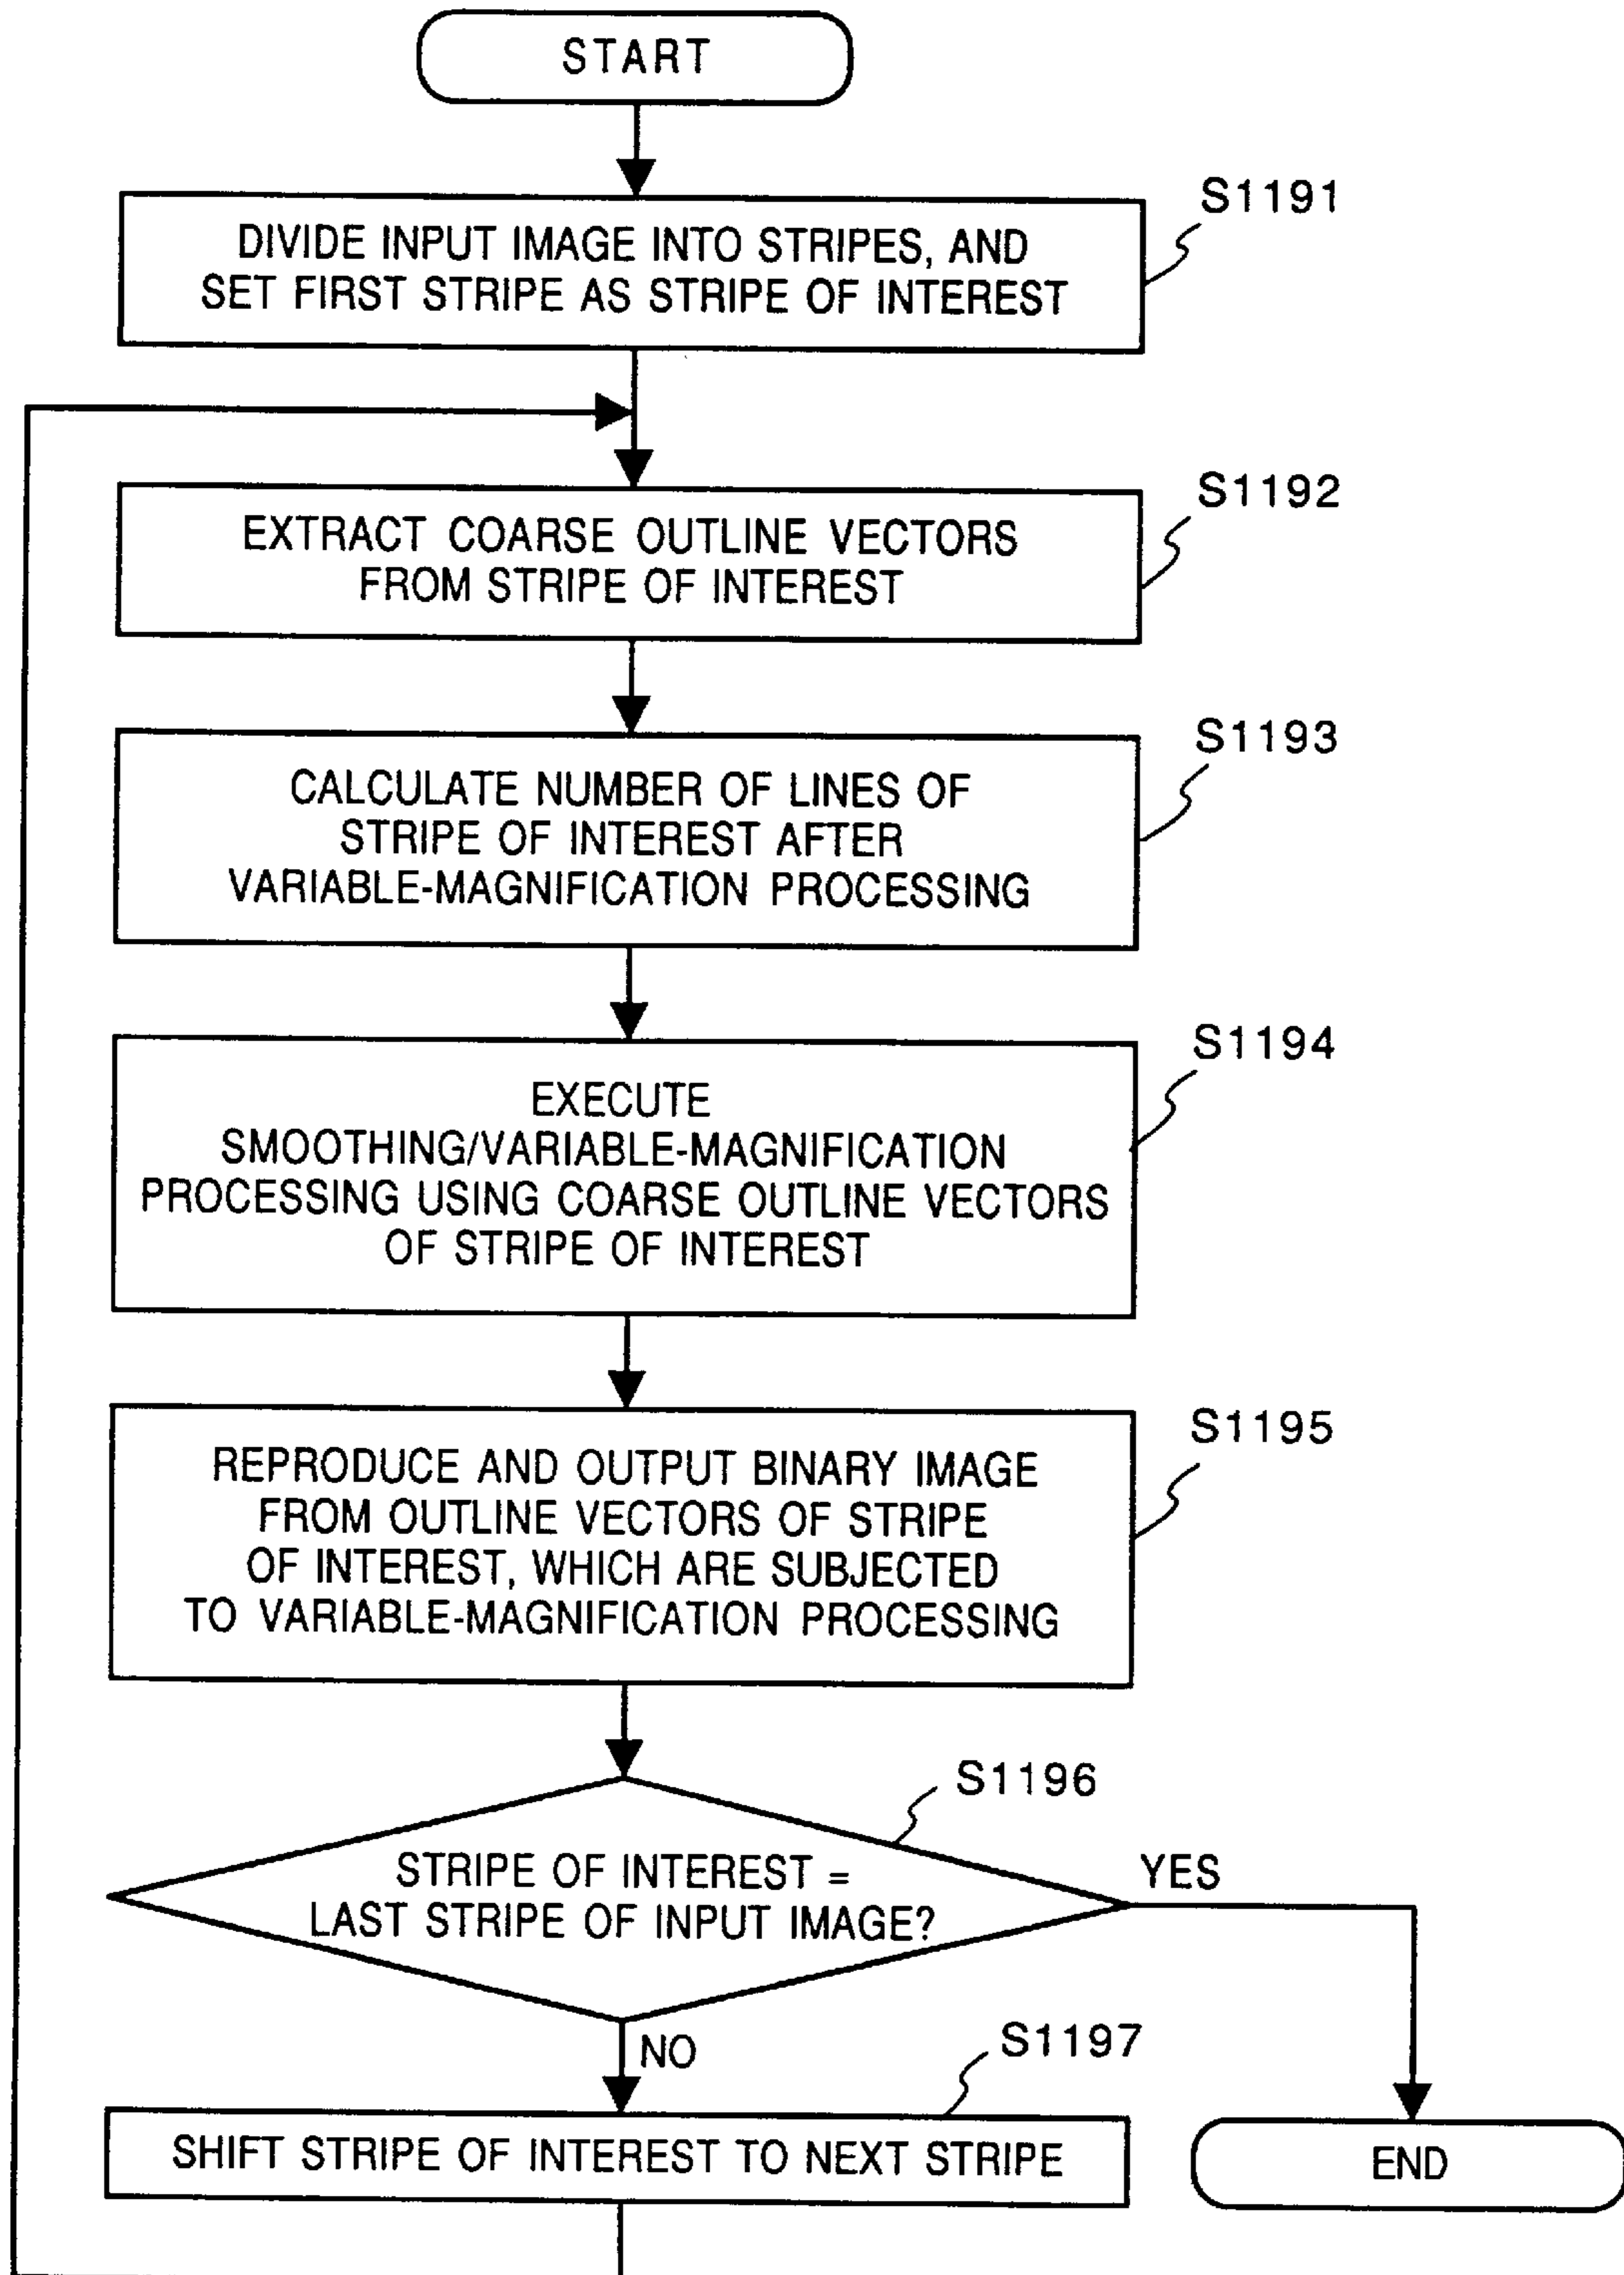 START
S1191
DIVIDE INPUT IMAGE INTO STRIPES, AND
SET FIRST STRIPE AS STRIPE OF INTEREST
S1192
EXTRACT COARSE OUTLINE VECTORS
FROM STRIPE OF INTEREST
S1193
CALCULATE NUMBER OF LINES OF
STRIPE OF INTEREST AFTER
VARIABLE-MAGNIFICATION PROCESSING
S1194
EXECUTE
SMOOTHING/VARIABLE-MAGNIFICATION
PROCESSING USING COARSE OUTLINE VECTORS
OF STRIPE OF INTEREST
S1195
REPRODUCE AND OUTPUT BINARY IMAGE
FROM OUTLINE VECTORS OF STRIPE
OF INTEREST, WHICH ARE SUBJECTED
TO VARIABLE-MAGNIFICATION PROCESSING
S1196
STRIPE OF INTEREST =
LAST STRIPE OF INPUT IMAGE?
YES
NO
S1197
SHIFT STRIPE OF INTEREST TO NEXT STRIPE
END